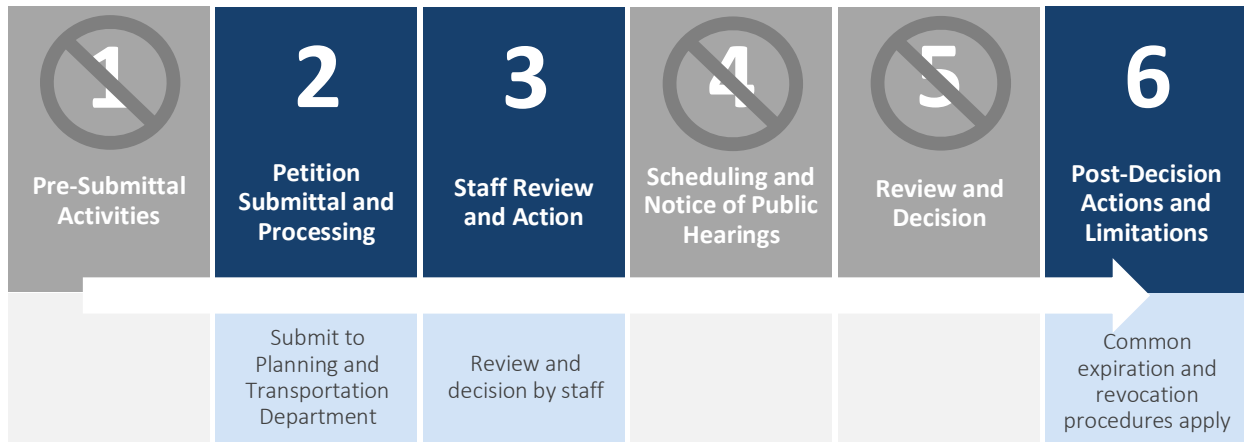 1
Pre-Submittal
Activities
2
Petition
Submittal and
Processing
3
Staff Review
and Action
4
Scheduling and
Notice of Public
Hearings
5
Review and
Decision
6
Post-Decision
Actions and
Limitations
Submit to
Planning and
Transportation
Department
Review and
decision by staff
Common
expiration and
revocation
procedures apply